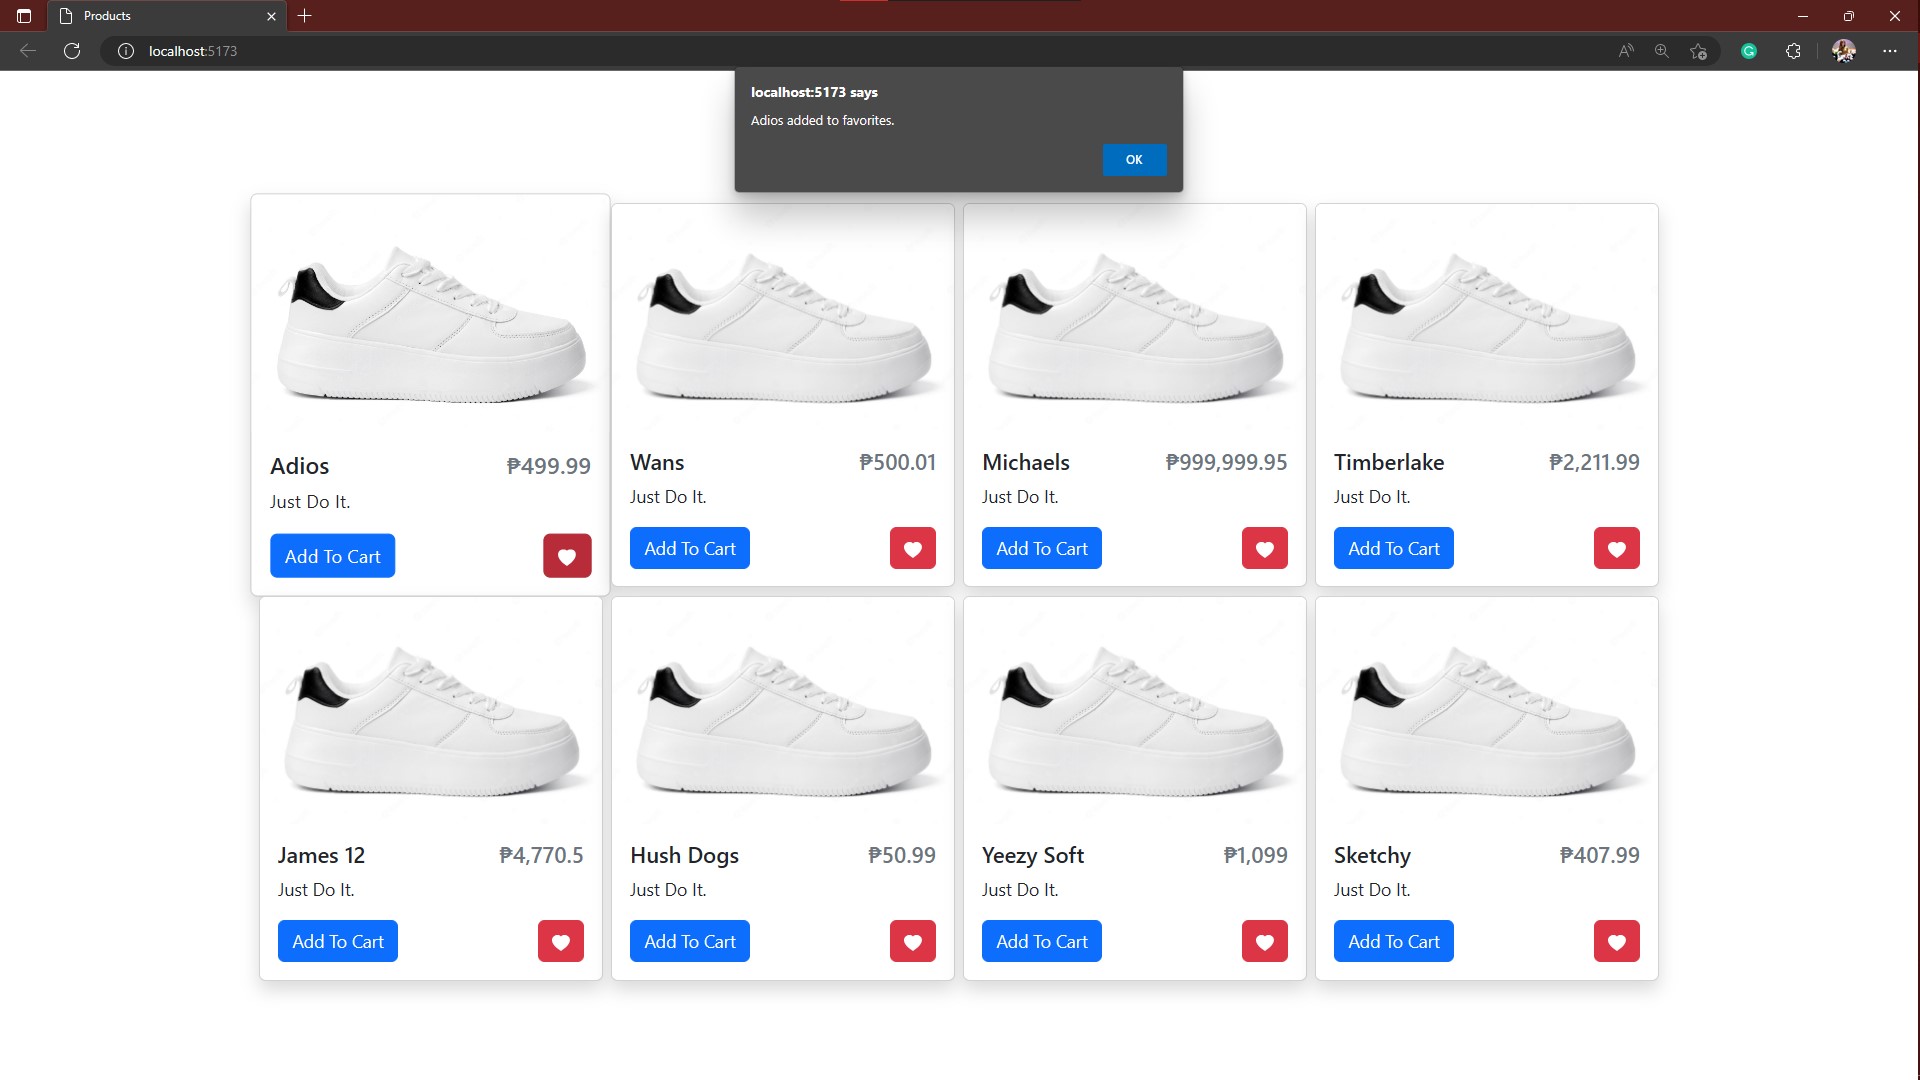 Products
localhost:5173
localhost:5173 says
Adios added to favorites.
OK
Adios ₱499.99
Just Do It.
Add To Cart
Wans ₱500.01
Just Do It.
Add To Cart
Michaels ₱999,999.95
Just Do It.
Add To Cart
Timberlake ₱2,211.99
Just Do It.
Add To Cart
James 12 ₱4,770.5
Just Do It.
Add To Cart
Hush Dogs ₱50.99
Just Do It.
Add To Cart
Yeezy Soft ₱1,099
Just Do It.
Add To Cart
Sketchy ₱407.99
Just Do It.
Add To Cart